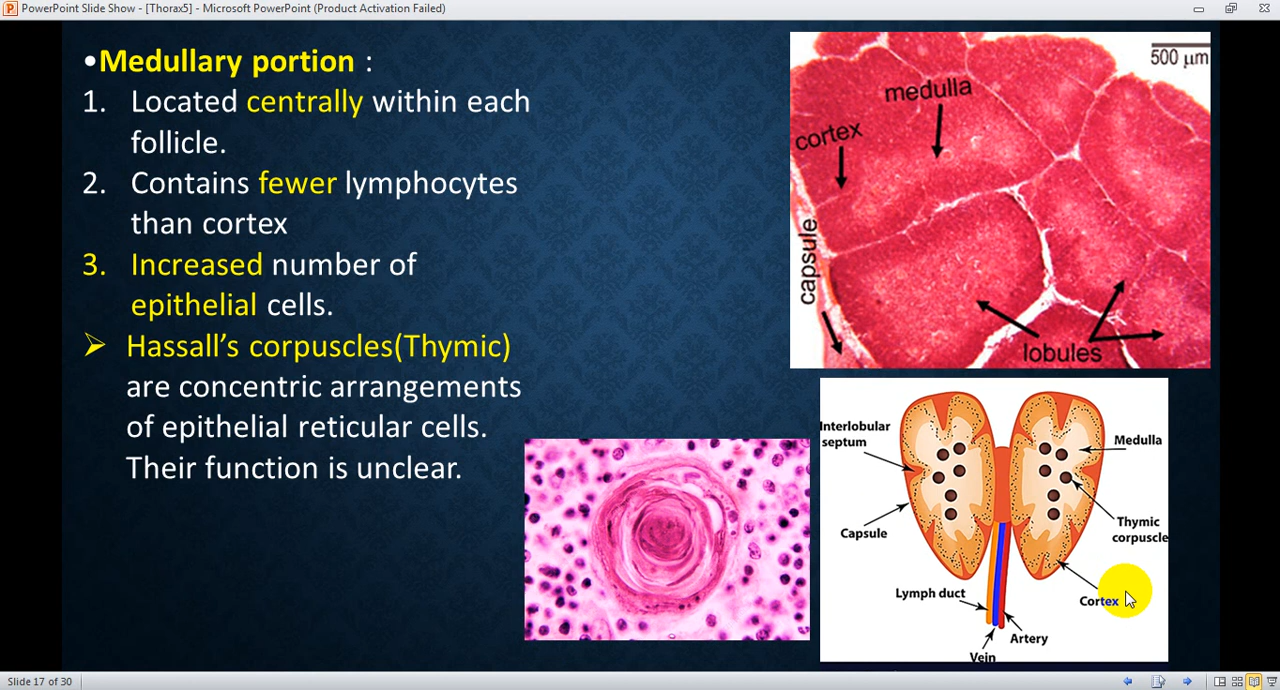 PowerPoint Slide Show - [Thorax5] - Microsoft PowerPoint (Product Activation Failed)
•Medullary portion :
1. Located centrally within each
follicle.
2. Contains fewer lymphocytes
than cortex
3. Increased number of
epithelial cells.
➢ Hassall’s corpuscles(Thymic)
are concentric arrangements
of epithelial reticular cells.
Their function is unclear.
500 μm
medulla
cortex
capsule
lobules
Interlobular
septum
Medulla
Capsule
Thymic
corpuscle
Lymph duct
Cortex
Artery
Vein
Slide 17 of 30